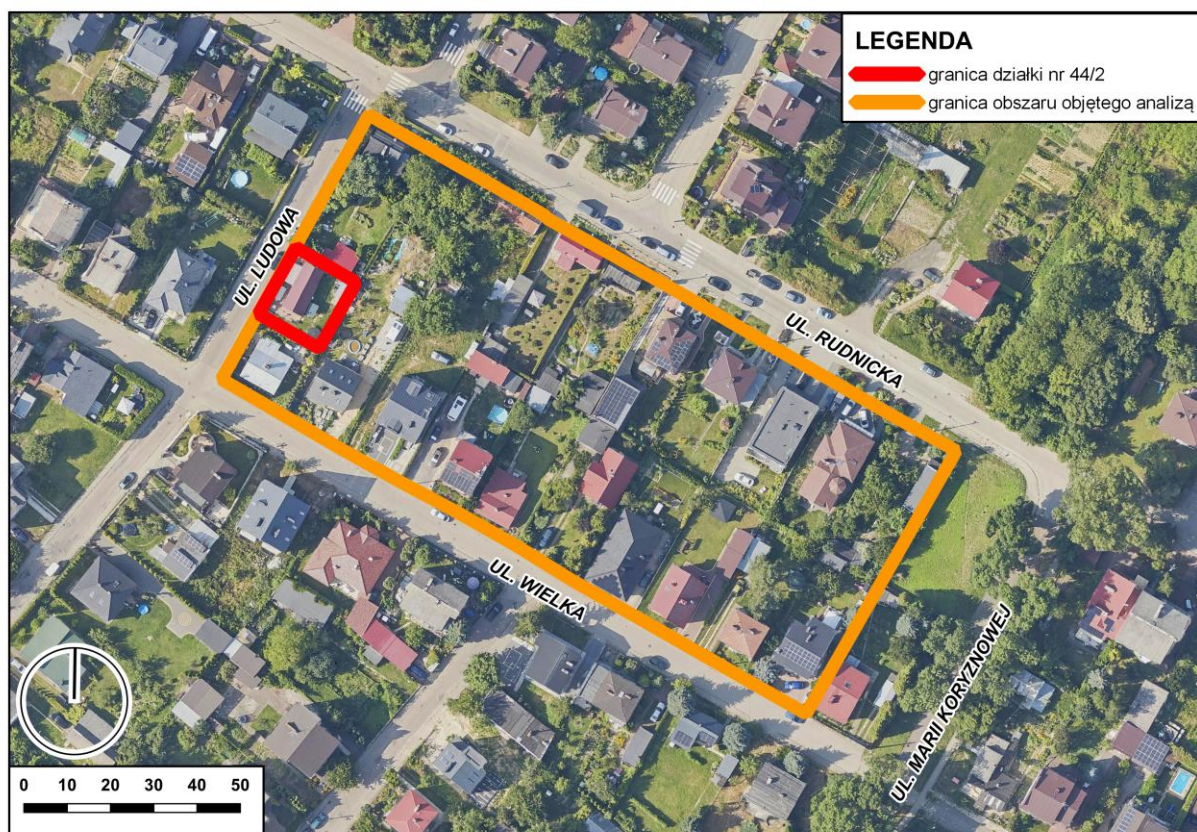 LEGENDA
granica działki nr 44/2
granica obszaru objętego analizą
UL. LUDOWA
UL. RUDNICKA
UL. WIELKA
UL. MARII KORYZNOWEJ
0 10 20 30 40 50